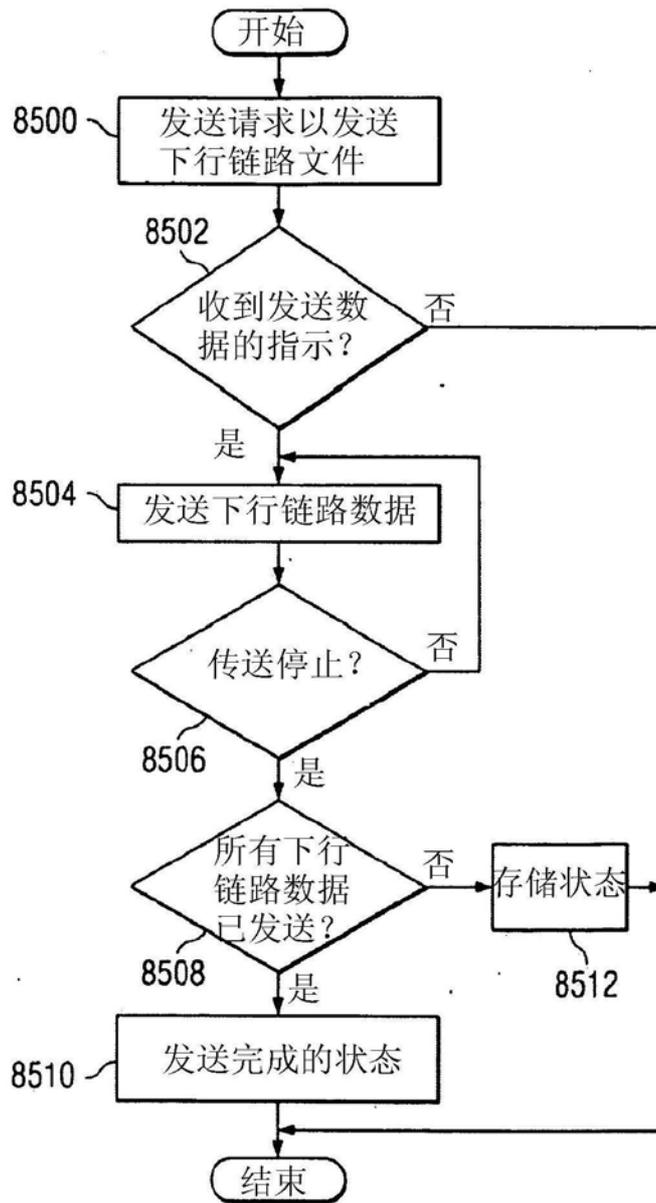 开始
8500
发送请求以发送
下行链路文件
8502
收到发送数
据的指示？
否
是
8504
发送下行链路数据
传送停止？
否
8506
是
所有下行
链路数据
已发送？
否
存储状态
8508
8512
是
8510
发送完成的状态
结束